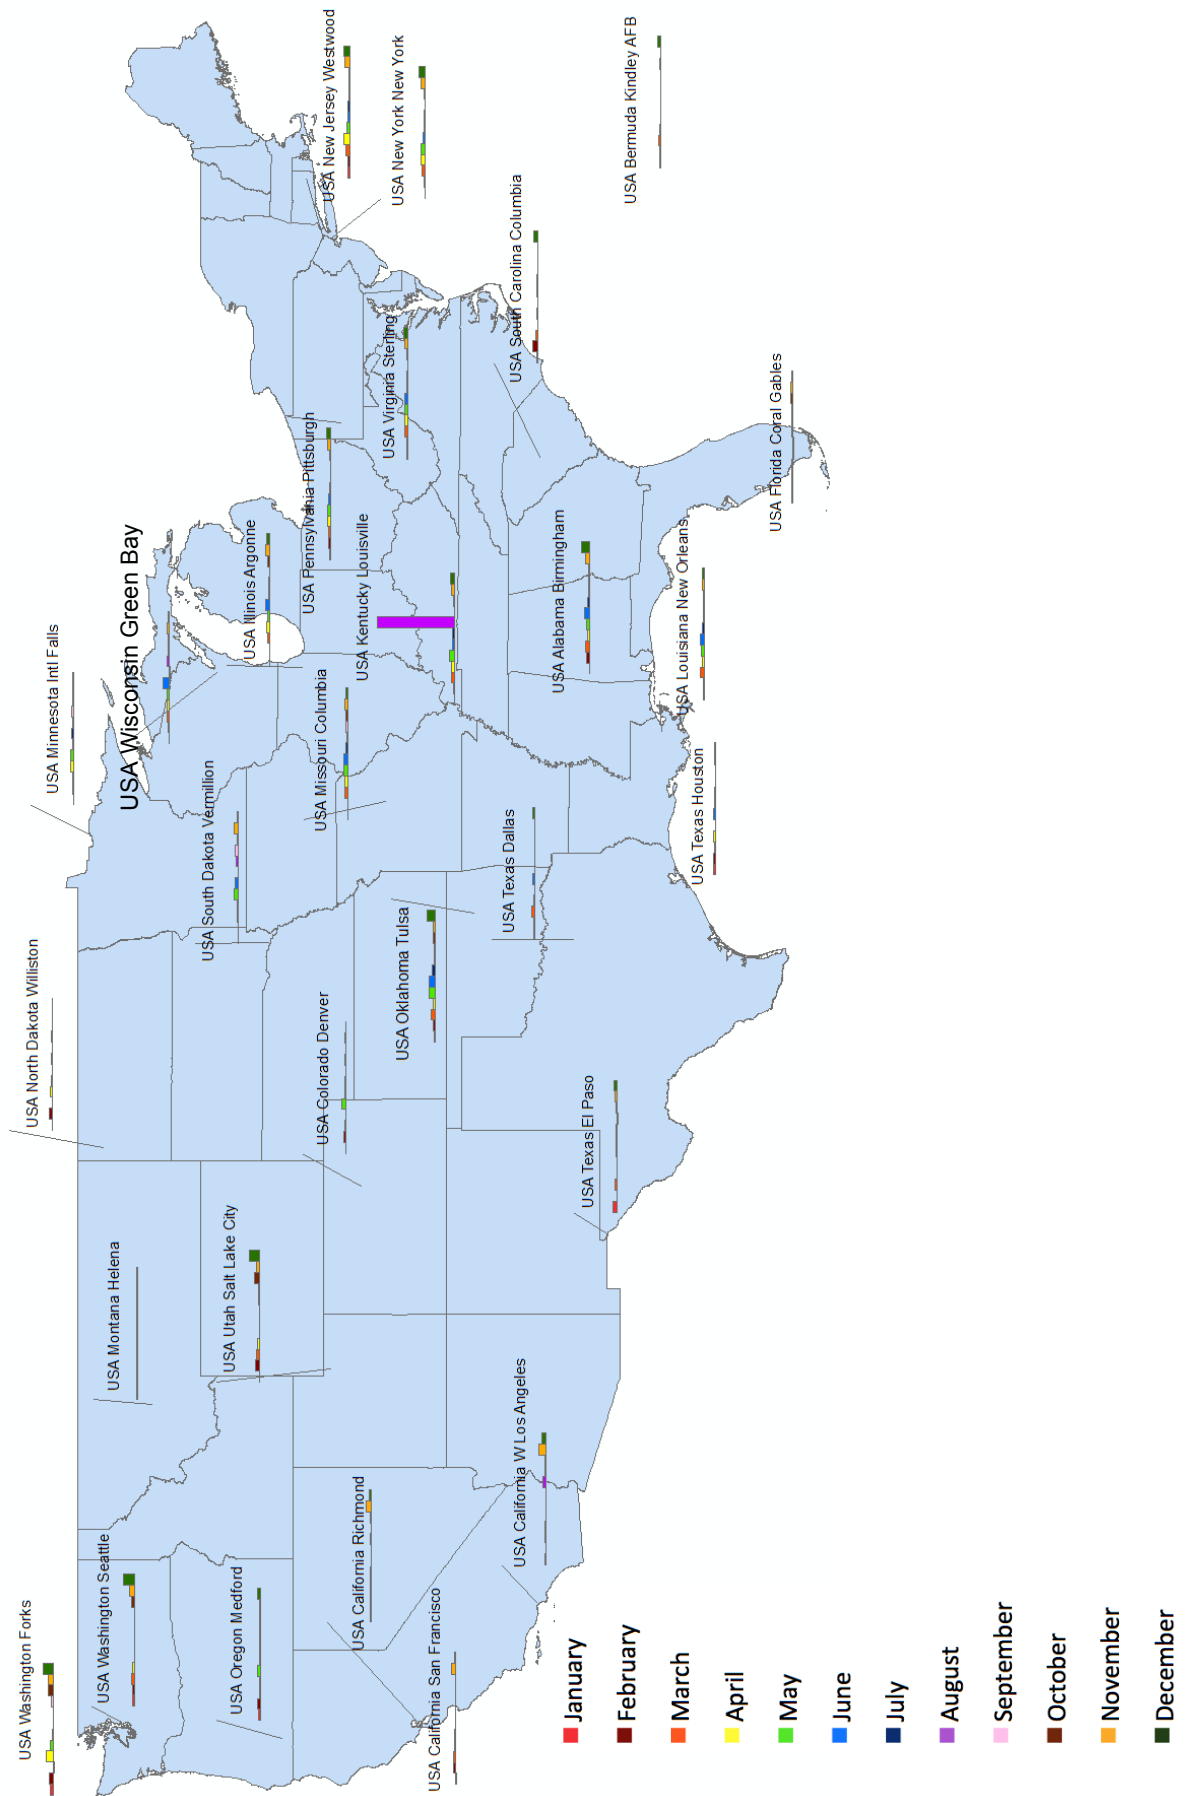 USA Washington Forks
USA Washington Seattle
USA Oregon Medford
USA California Richmond
USA California San Francisco
USA California W Los Angeles
USA Montana Helena
USA Utah Salt Lake City
USA North Dakota Williston
USA Colorado Denver
USA Texas El Paso
USA South Dakota Vermillion
USA Oklahoma Tulsa
USA Texas Dallas
USA Texas Houston
USA Minnesota Intl Falls
USA Wisconsin Green Bay
USA Illinois Argonne
USA Missouri Columbia
USA Kentucky Louisville
USA Alabama Birmingham
USA Louisiana New Orleans
USA Pennsylvania Pittsburgh
USA Virginia Sterling
USA South Carolina Columbia
USA Florida Coral Gables
USA New Jersey Westwood
USA New York New York
USA Bermuda Kindley AFB
January
February
March
April
May
June
July
August
September
October
November
December